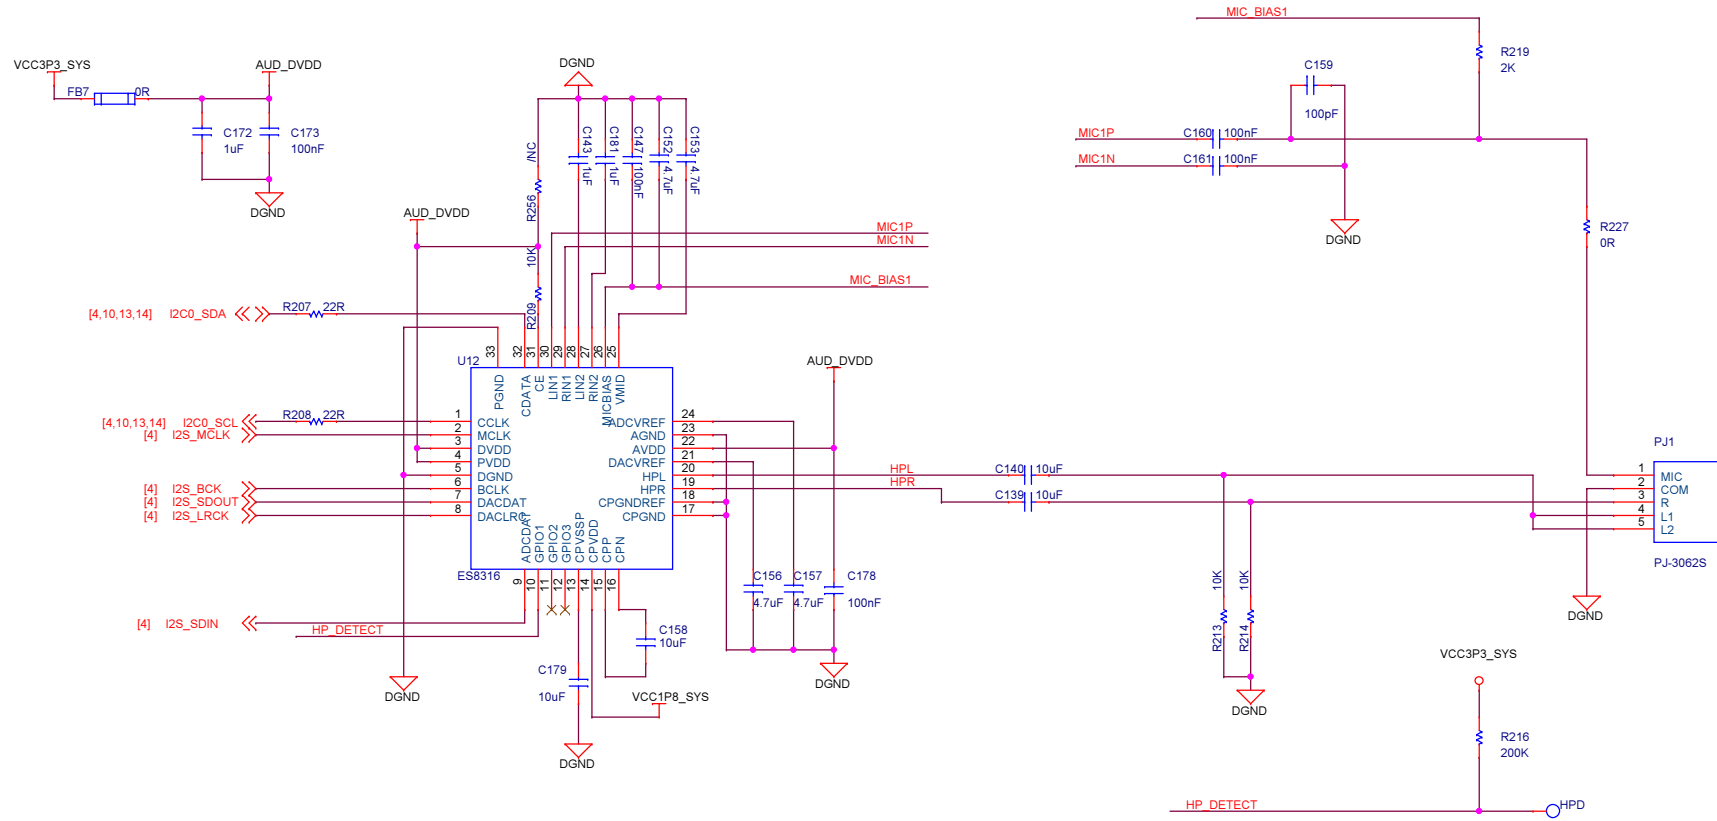 MIC_BIAS1
R219
2K
C159
100pF
VCC3P3_SYS
AUD_DVDD
DGND
FB7
0R
C172
1uF
C173
100nF
DGND
/NC
R256
C143
1uF
C181
1uF
C147
100nF
C152
4.7uF
C153
4.7uF
MIC1P
C160
100nF
MIC1N
C161
100nF
DGND
R227
0R
AUD_DVDD
MIC1P
MIC1N
10K
R209
MIC_BIAS1
[4,10,13,14]
I2C0_SDA
R207
22R
U12
33
32
31
30
29
28
27
26
25
PGND
CDATA
CE
LIN1
RIN1
LIN2
RIN2
MICBIAS
VMID
AUD_DVDD
[4,10,13,14]
I2C0_SCL
R208
22R
1
CCLK
ADCVREF
24
[4]
I2S_MCLK
2
MCLK
AGND
23
3
DVDD
AVDD
22
4
PVDD
DACVREF
21
5
DGND
HPL
20
HPL
C140
10uF
[4]
I2S_BCK
6
BCLK
HPR
19
HPR
[4]
I2S_SDOUT
7
DACDAT
CPGNDREF
18
C139
10uF
[4]
I2S_LRCK
8
DACLRC
CPGND
17
ADCDAT
GPIO1
GPIO2
GPIO3
CPVSSP
CPVDD
CPP
CPN
ES8316
9
10
11
12
13
14
15
16
PJ1
1
MIC
2
COM
3
R
4
L1
5
L2
PJ-3062S
DGND
C156
4.7uF
C157
4.7uF
C178
100nF
10K
R213
10K
R214
[4]
I2S_SDIN
HP_DETECT
C158
10uF
C179
10uF
VCC1P8_SYS
DGND
DGND
DGND
DGND
VCC3P3_SYS
R216
200K
HP_DETECT
HPD